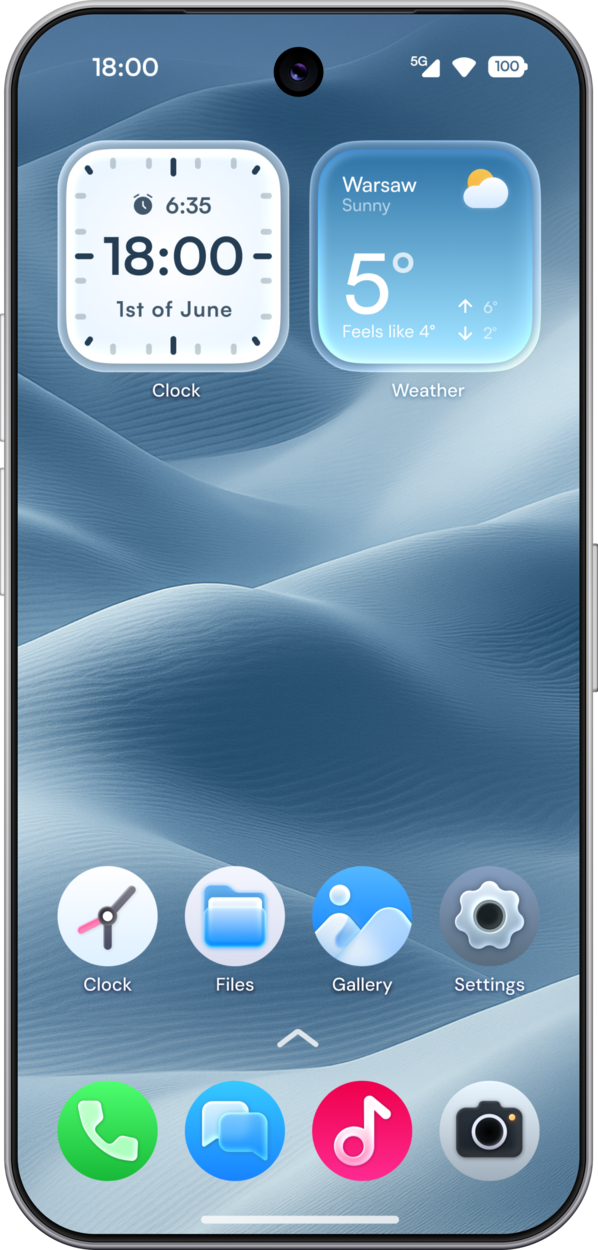 18:00
5G
100
6:35
18:00
1st of June
Clock
Warsaw
Sunny
5°
Feels like 4°
6°
2°
Weather
Clock
Files
Gallery
Settings